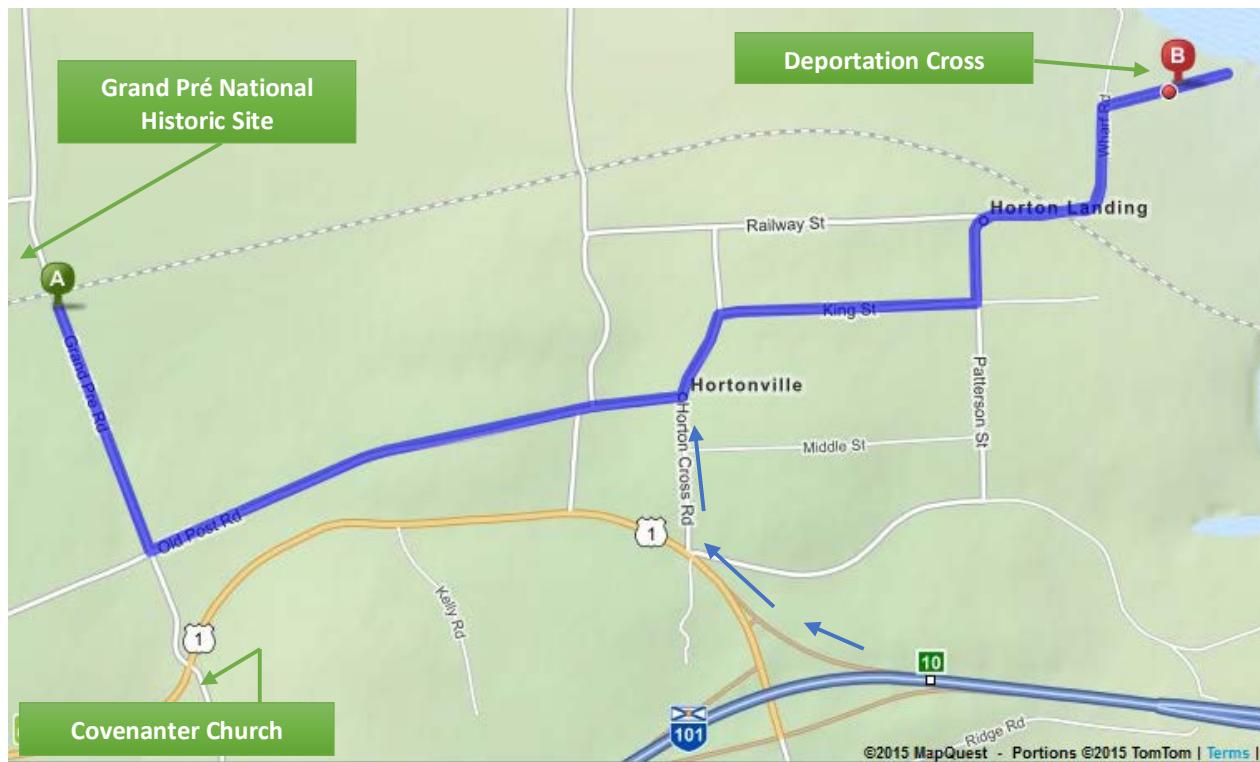 Deportation Cross
B
Grand Pré National
Historic Site
Wharf Rd
Horton Landing
Railway St
A
King St
Grand Pre Rd
Hortonville
Patterson St
Horton Cross Rd
Middle St
Old Post Rd
1
Kelly Rd
1
10
Covenanter Church
101
Ridge Rd
©2015 MapQuest - Portions ©2015 TomTom | Terms |